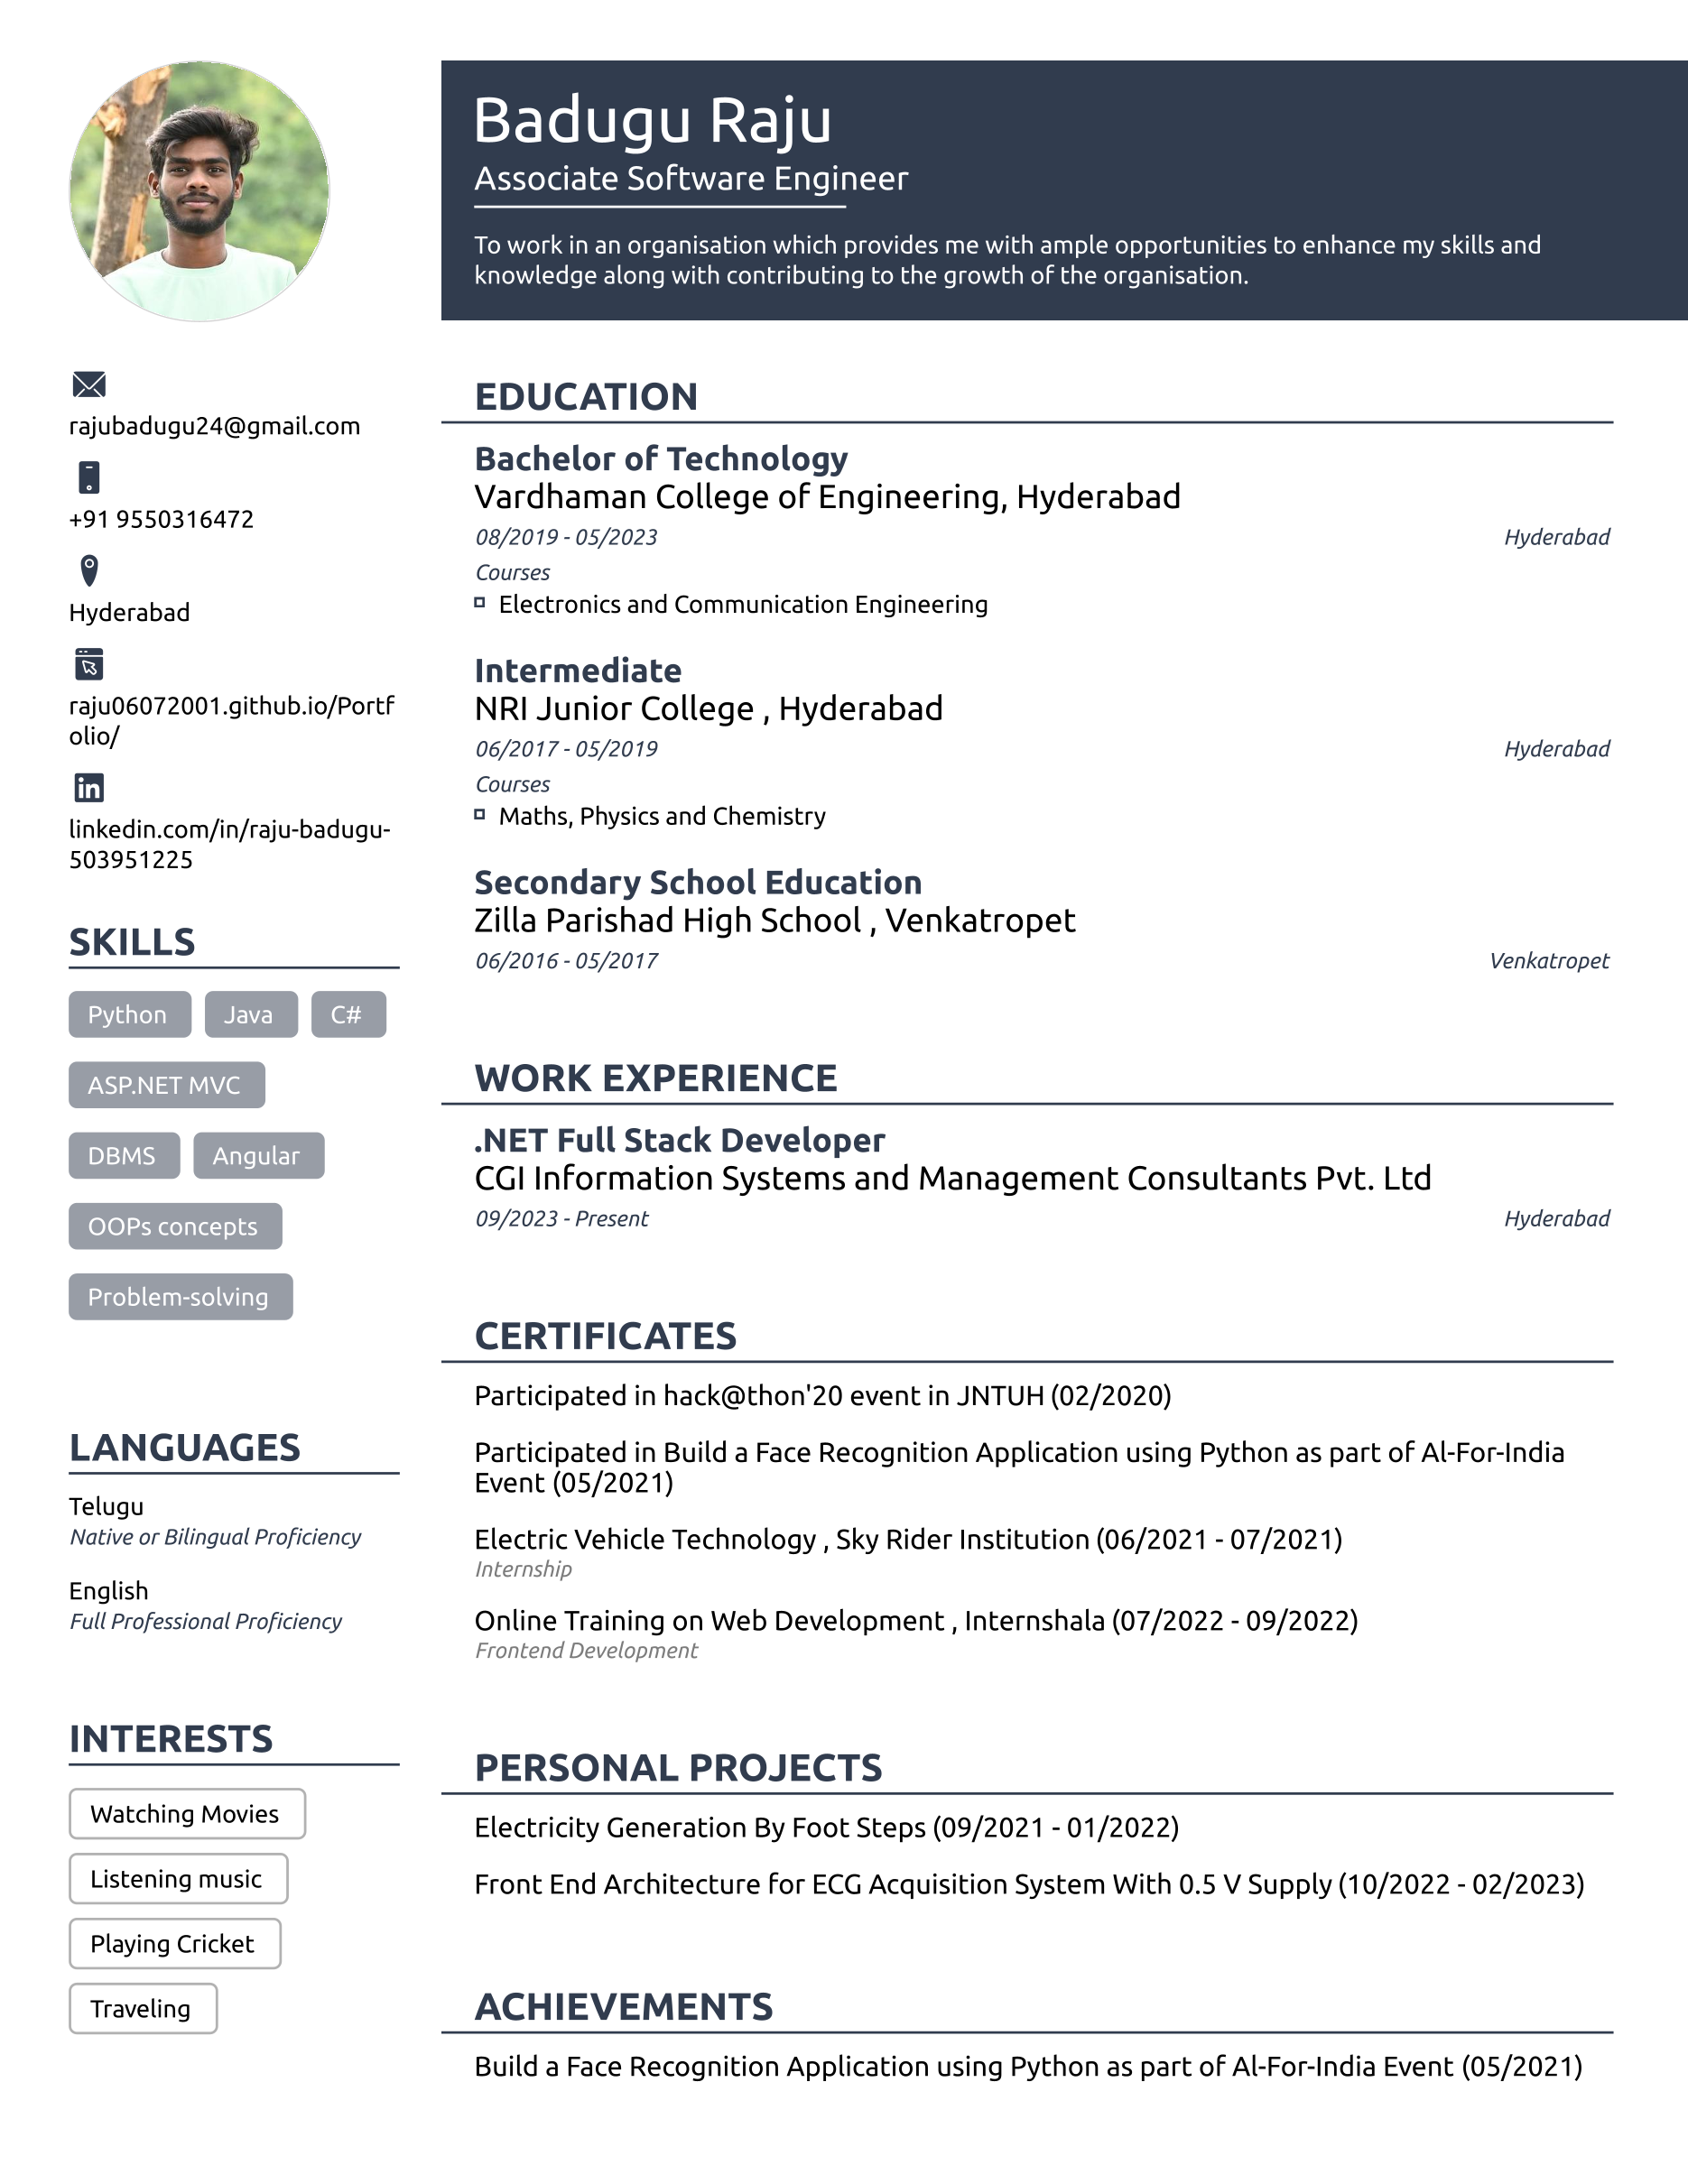 Badugu Raju
Associate Software Engineer
To work in an organisation which provides me with ample opportunities to enhance my skills and
knowledge along with contributing to the growth of the organisation.
rajubadugu24@gmail.com
+91 9550316472
Hyderabad
raju06072001.github.io/Portf
olio/
in
linkedin.com/in/raju-badugu-
503951225
SKILLS
Python Java C#
ASP.NET MVC
DBMS Angular
OOPs concepts
Problem-solving
LANGUAGES
Telugu
Native or Bilingual Proficiency
English
Full Professional Proficiency
INTERESTS
Watching Movies
Listening music
Playing Cricket
Traveling
EDUCATION
Bachelor of Technology
Vardhaman College of Engineering, Hyderabad
08/2019 - 05/2023 Hyderabad
Courses
Electronics and Communication Engineering
Intermediate
NRI Junior College , Hyderabad
06/2017 - 05/2019 Hyderabad
Courses
Maths, Physics and Chemistry
Secondary School Education
Zilla Parishad High School , Venkatropet
06/2016 - 05/2017 Venkatropet
WORK EXPERIENCE
.NET Full Stack Developer
CGI Information Systems and Management Consultants Pvt. Ltd
09/2023 - Present Hyderabad
CERTIFICATES
Participated in hack@thon'20 event in JNTUH (02/2020)
Participated in Build a Face Recognition Application using Python as part of Al-For-India
Event (05/2021)
Electric Vehicle Technology , Sky Rider Institution (06/2021 - 07/2021)
Internship
Online Training on Web Development , Internshala (07/2022 - 09/2022)
Frontend Development
PERSONAL PROJECTS
Electricity Generation By Foot Steps (09/2021 - 01/2022)
Front End Architecture for ECG Acquisition System With 0.5 V Supply (10/2022 - 02/2023)
ACHIEVEMENTS
Build a Face Recognition Application using Python as part of Al-For-India Event (05/2021)